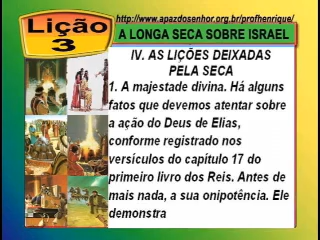 Lição
3
http://www.apazdosenhor.org.br/profhenrique/
A LONGA SECA SOBRE ISRAEL
IV. AS LIÇÕES DEIXADAS
PELA SECA
1. A majestade divina. Há alguns
fatos que devemos atentar sobre
a ação do Deus de Elias,
conforme registrado nos
versículos do capítulo 17 do
primeiro livro dos Reis. Antes de
mais nada, a sua onipotência. Ele
demonstra